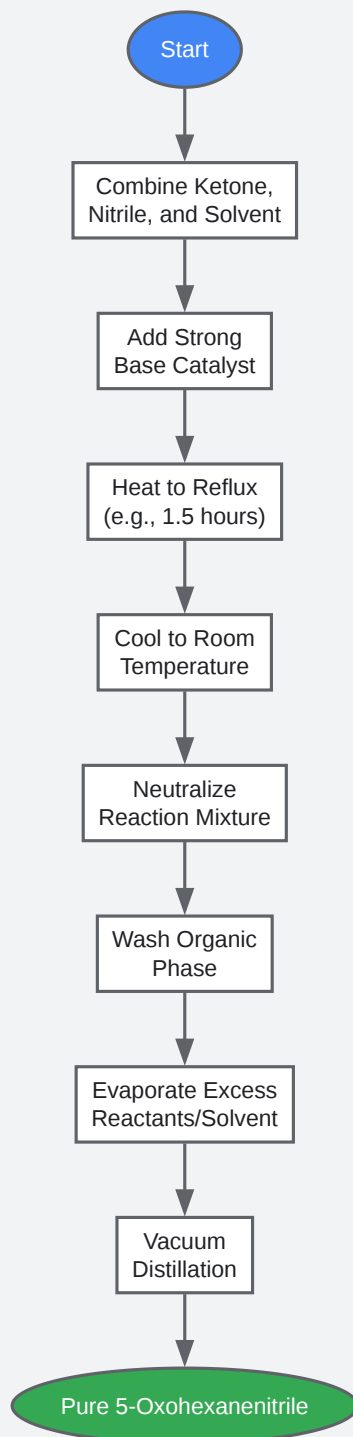 Start
Combine Ketone,
Nitrile, and Solvent
Add Strong
Base Catalyst
Heat to Reflux
(e.g., 1.5 hours)
Cool to Room
Temperature
Neutralize
Reaction Mixture
Wash Organic
Phase
Evaporate Excess
Reactants/Solvent
Vacuum
Distillation
Pure 5-Oxohexanenitrile